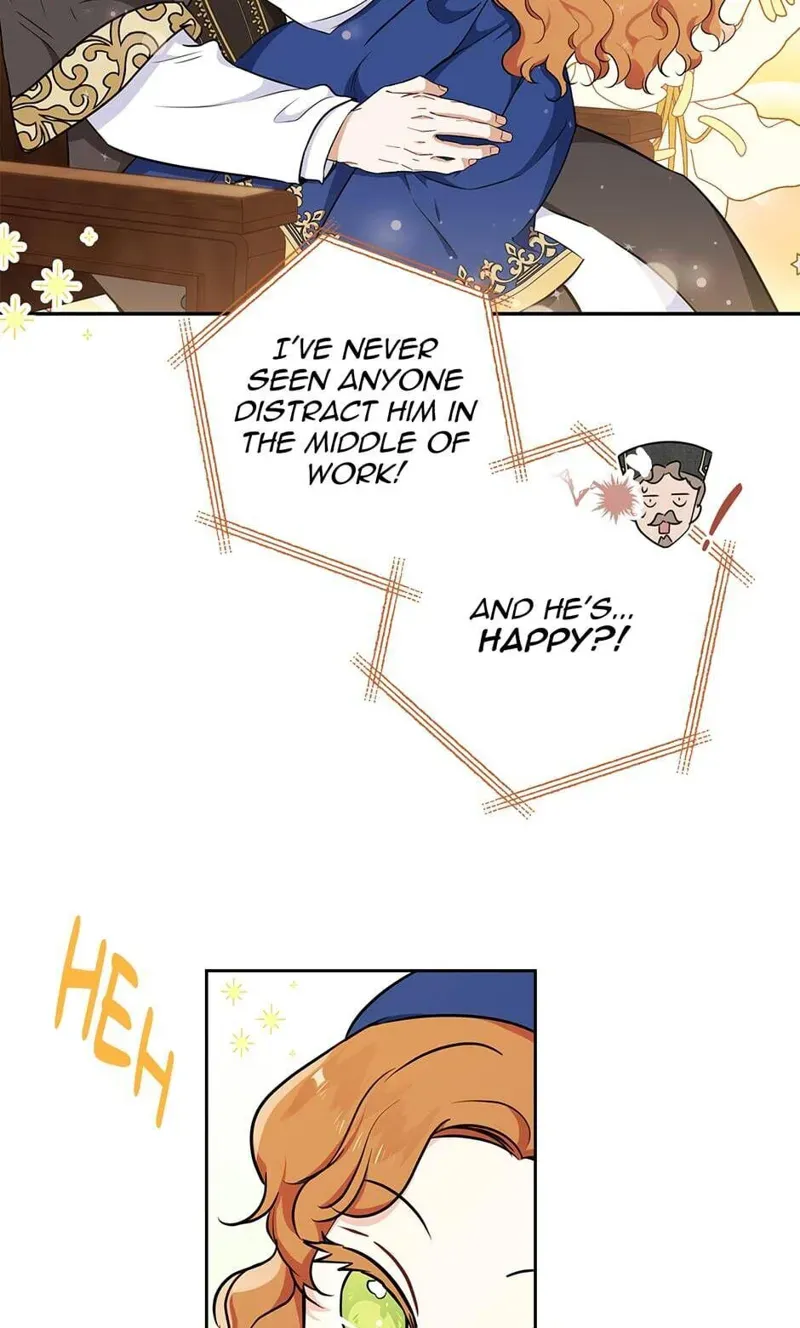 I'VE NEVER
SEEN ANYONE
DISTRACT HIM IN
THE MIDDLE OF
WORK!
!
AND HE'S...
HAPPY?!
HEH